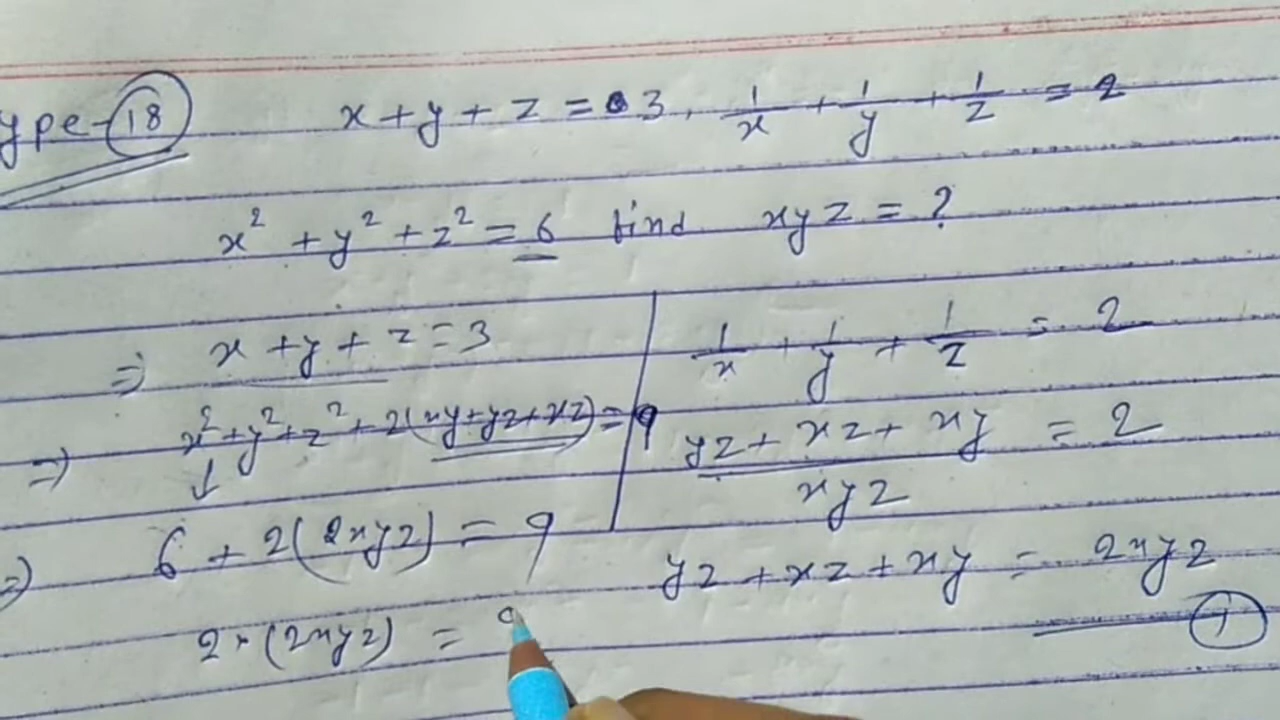 ype-18 x + y + z = 3, 1/x + 1/y + 1/z = 2
x² + y² + z² = 6 find xyz = ?
⇒ x + y + z = 3
⇒ x² + y² + z² + 2(xy+yz+xz) = 9
↓
⇒ 6 + 2(2xyz) = 9
2 × (2xyz) = 9
1/x + 1/y + 1/z = 2
yz + xz + xy / xyz = 2
yz + xz + xy = 2xyz
1